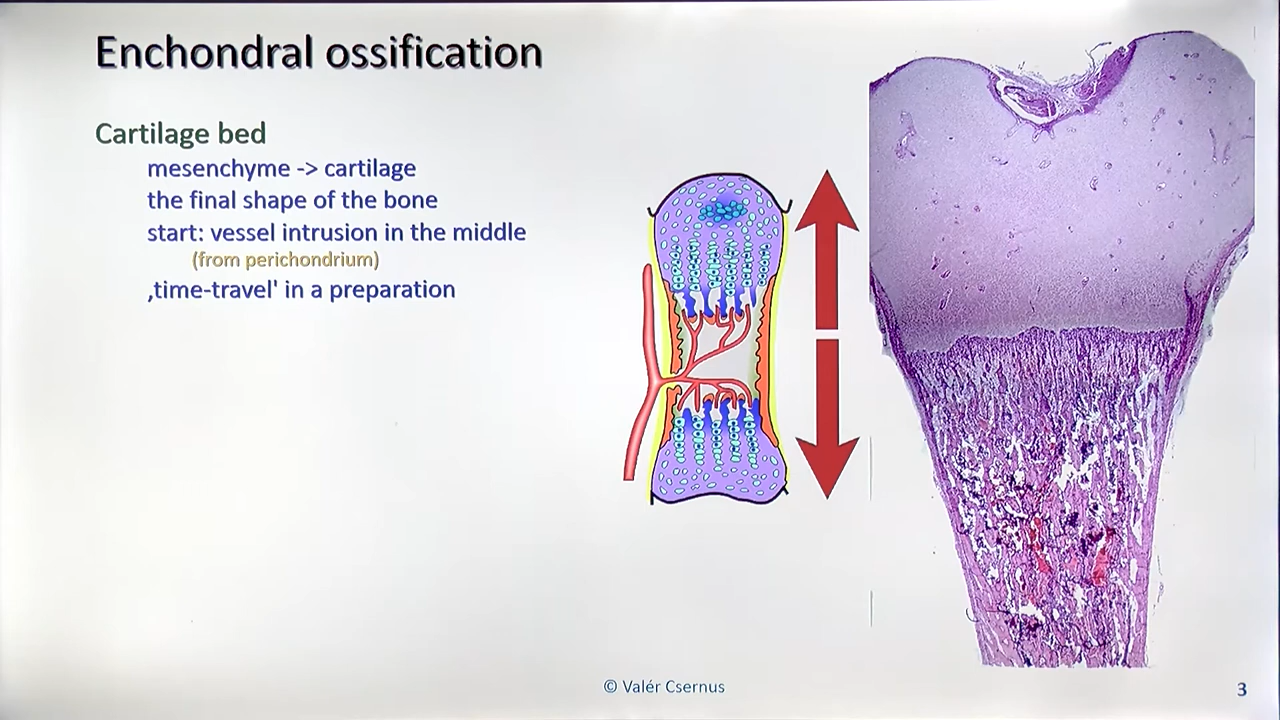 Enchondral ossification
Cartilage bed
mesenchyme -> cartilage
the final shape of the bone
start: vessel intrusion in the middle
(from perichondrium)
‚time-travel' in a preparation
© Valér Csernus
3